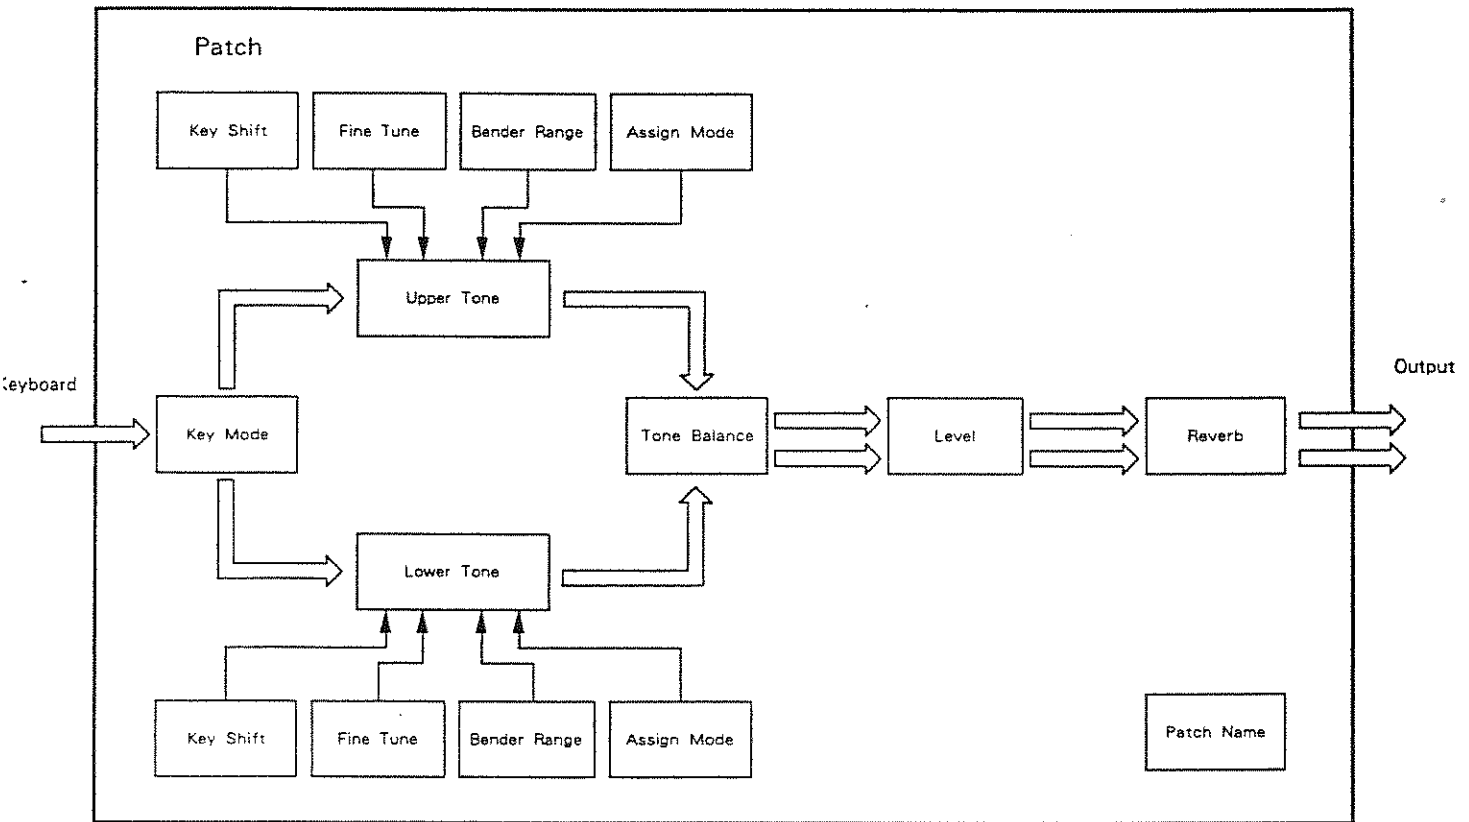 Patch
Key Shift
Fine Tune
Bender Range
Assign Mode
Upper Tone
eyboard
Output
Key Mode
Tone Balance
Level
Reverb
Lower Tone
Key Shift
Fine Tune
Bender Range
Assign Mode
Patch Name